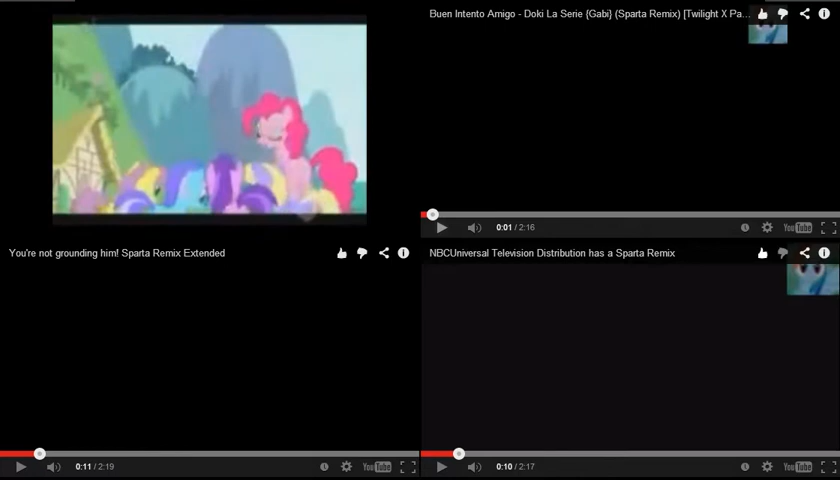 Buen Intento Amigo - Doki La Serie {Gabi} (Sparta Remix) [Twilight X Pa...
0:01 / 2:16
YouTube
You're not grounding him! Sparta Remix Extended
NBCUniversal Television Distribution has a Sparta Remix
0:11 / 2:19
YouTube
0:10 / 2:17
YouTube